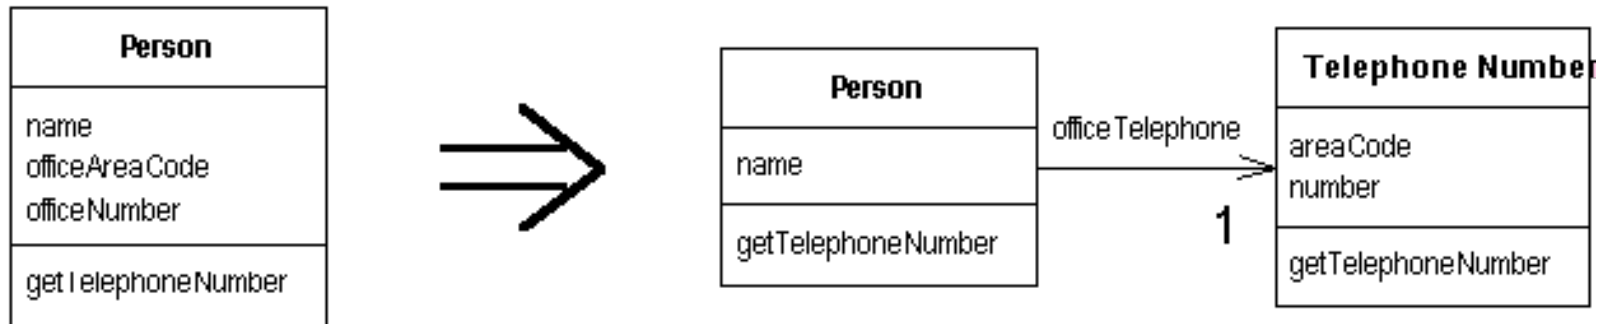 Person
name
officeAreaCode
officeNumber
getTelephoneNumber
Person
name
getTelephoneNumber
officeTelephone
1
Telephone Number
areaCode
number
getTelephoneNumber